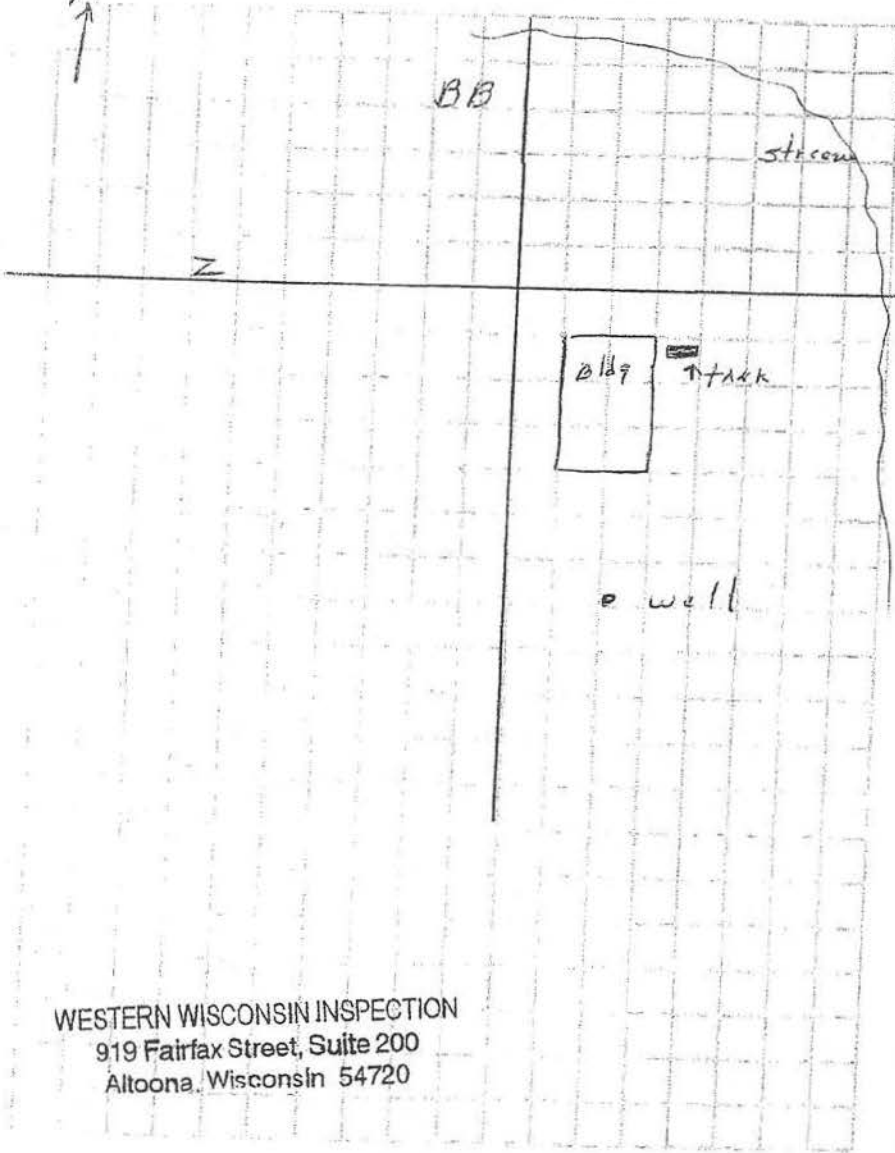 BB
stream
Z
Bldg
tank
well
WESTERN WISCONSIN INSPECTION
919 Fairfax Street, Suite 200
Altoona, Wisconsin 54720